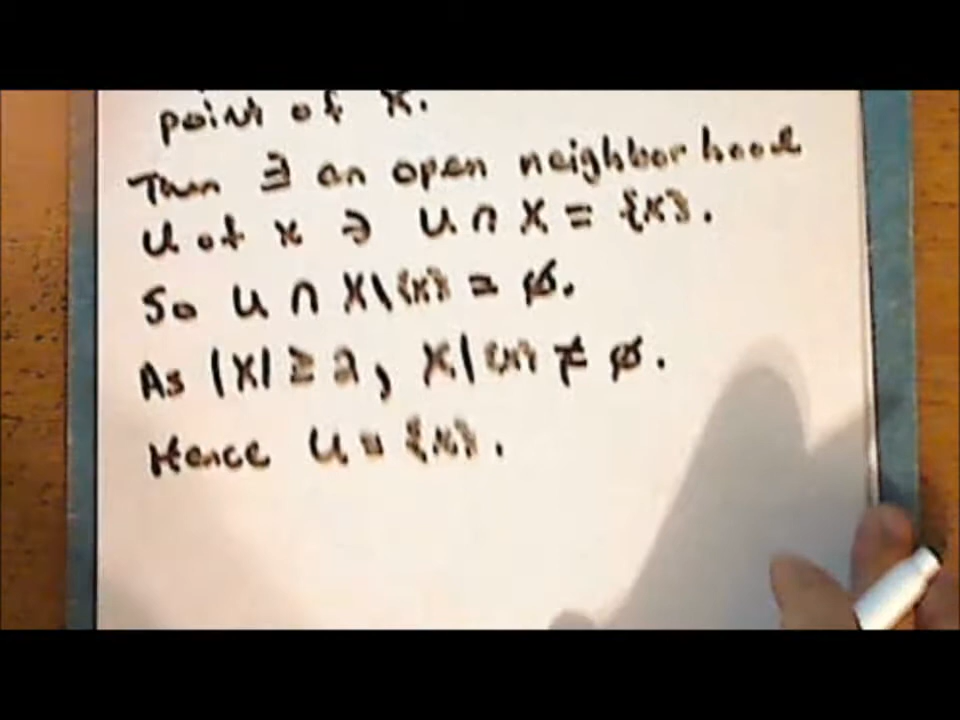 point of x.
Then ∃ an open neighborhood
U of x ∋ U ∩ X = {x}.
So U ∩ X \ {x} = ∅.
As |X| ≥ 2, X \ {x} ≠ ∅.
Hence U = {x}.